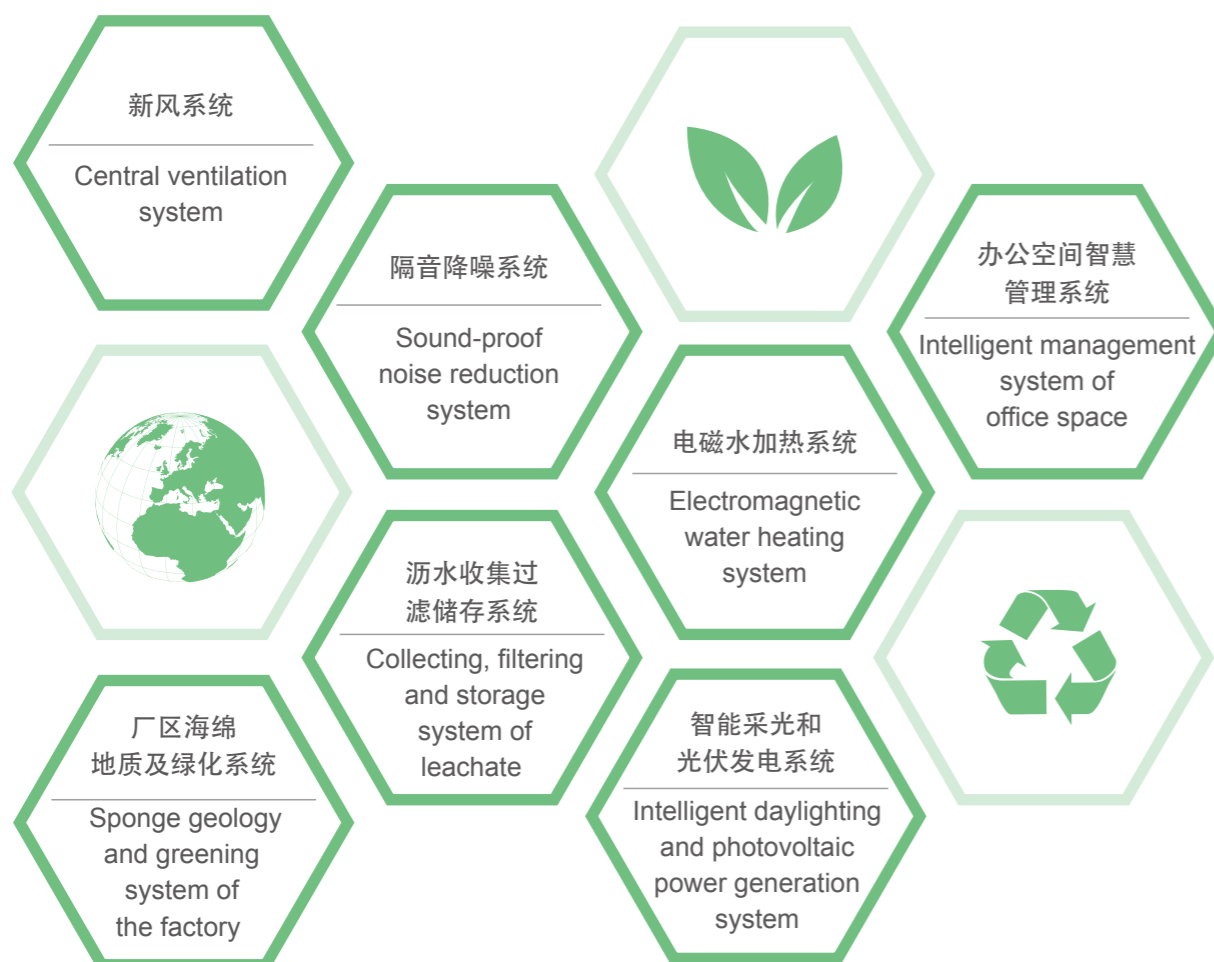 新风系统
Central ventilation
system
隔音降噪系统
Sound-proof
noise reduction
system
办公空间智慧
管理系统
Intelligent management
system of
office space
电磁水加热系统
Electromagnetic
water heating
system
沥水收集过
滤储存系统
Collecting, filtering
and storage
system of
leachate
厂区海绵
地质及绿化系统
Sponge geology
and greening
system of
the factory
智能采光和
光伏发电系统
Intelligent daylighting
and photovoltaic
power generation
system